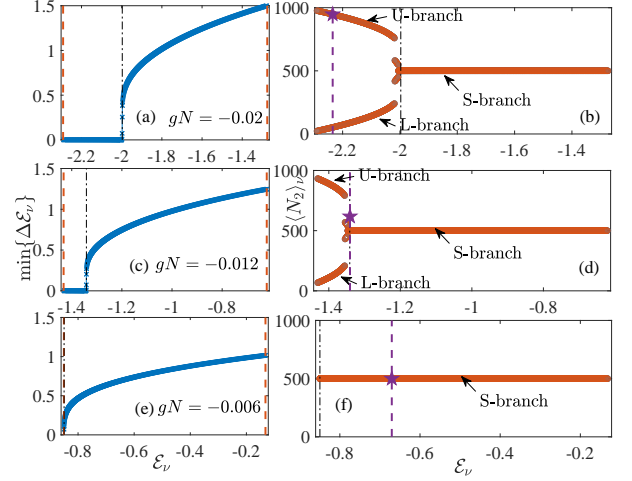 1.5
1
0.5
0
(a) gN = −0.02
-2.2 -2 -1.8 -1.6 -1.4
1000
500
0
U-branch
S-branch
L-branch
(b)
-2.2 -2 -1.8 -1.6 -1.4
min{Δℰ_ν}
1.5
1
0.5
0
(c) gN = −0.012
-1.4 -1.2 -1 -0.8 -0.6
⟨N₂⟩_ν
1000
500
0
U-branch
S-branch
L-branch
(d)
-1.4 -1.2 -1 -0.8 -0.6
1.5
1
0.5
0
(e) gN = −0.006
-0.8 -0.6 -0.4 -0.2
ℰ_ν
1000
500
0
S-branch
(f)
-0.8 -0.6 -0.4 -0.2
ℰ_ν